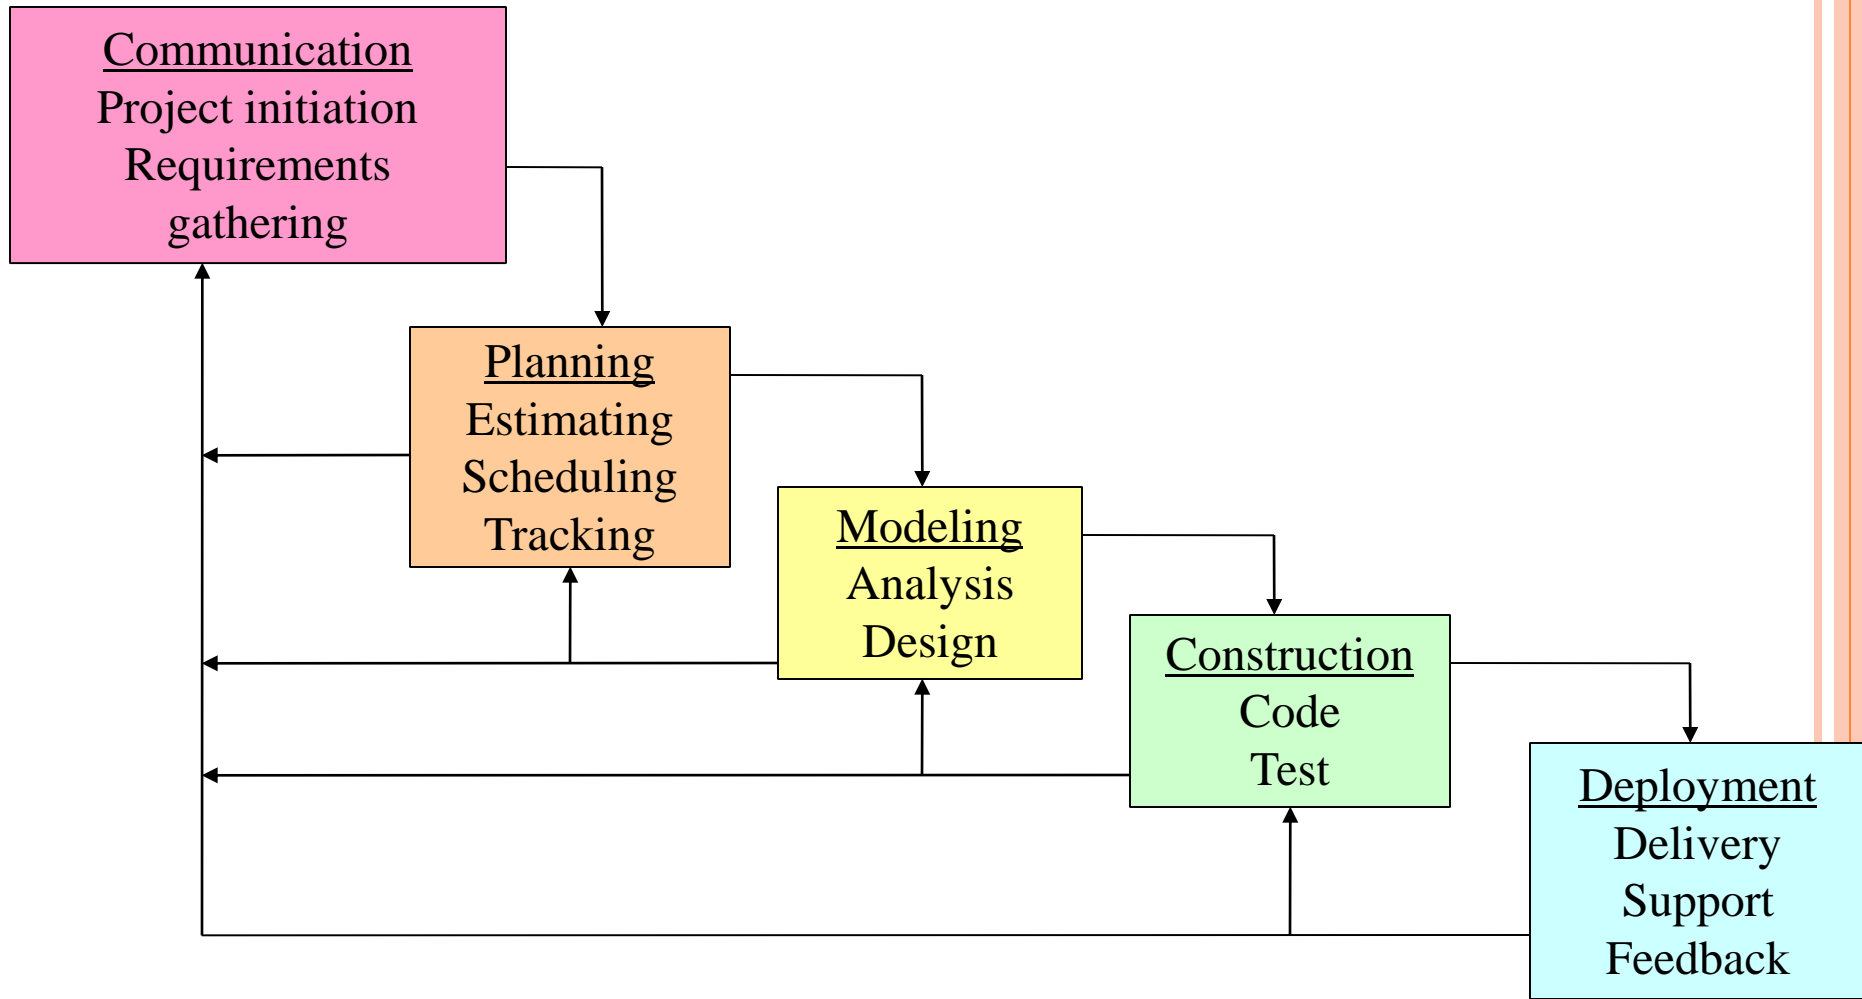 Communication
Project initiation
Requirements
gathering
Planning
Estimating
Scheduling
Tracking
Modeling
Analysis
Design
Construction
Code
Test
Deployment
Delivery
Support
Feedback